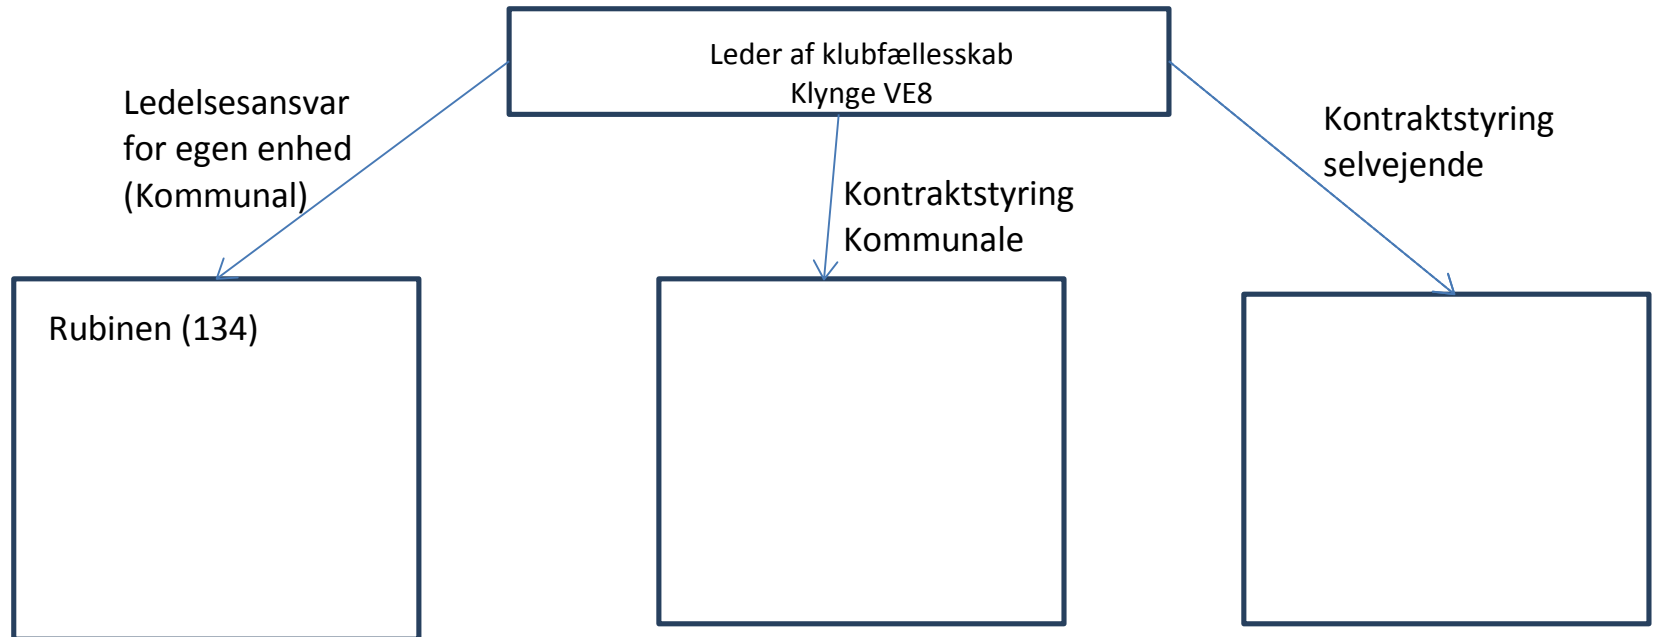 Leder af klubfællesskab
Klynge VE8
Ledelsesansvar
for egen enhed
(Kommunal)
Kontraktstyring
Kommunale
Kontraktstyring
selvejende
Rubinen (134)